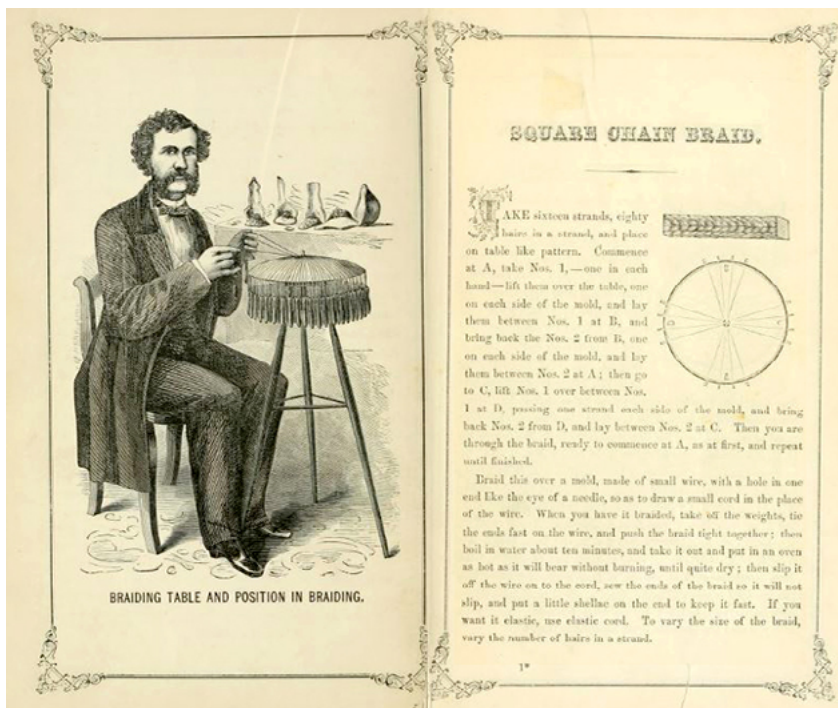 BRAIDING TABLE AND POSITION IN BRAIDING.
SQUARE CHAIN BRAID.
TAKE sixteen strands, eighty
hairs in a strand, and place
on table like pattern. Commence
at A, take Nos. 1,—one in each
hand—lift them over the table, one
on each side of the mold, and lay
them between Nos. 1 at B, and
bring back the Nos. 2 from B, one
on each side of the mold, and lay
them between Nos. 2 at A; then go
to C, lift Nos. 1 over between Nos.
1 at D, passing one strand each side of the mold, and bring
back Nos. 2 from D, and lay between Nos. 2 at C. Then you are
through the braid, ready to commence at A, as at first, and repeat
until finished.
Braid this over a mold, made of small wire, with a hole in one
end like the eye of a needle, so as to draw a small cord in the place
of the wire. When you have it braided, take off the weights, tie
the ends fast on the wire, and push the braid tight together; then
boil in water about ten minutes, and take it out and put in an oven
as hot as it will bear without burning, until quite dry; then slip it
off the wire on to the cord, sew the ends of the braid so it will not
slip, and put a little shellac on the end to keep it fast. If you
want it elastic, use elastic cord. To vary the size of the braid,
vary the number of hairs in a strand.
1*